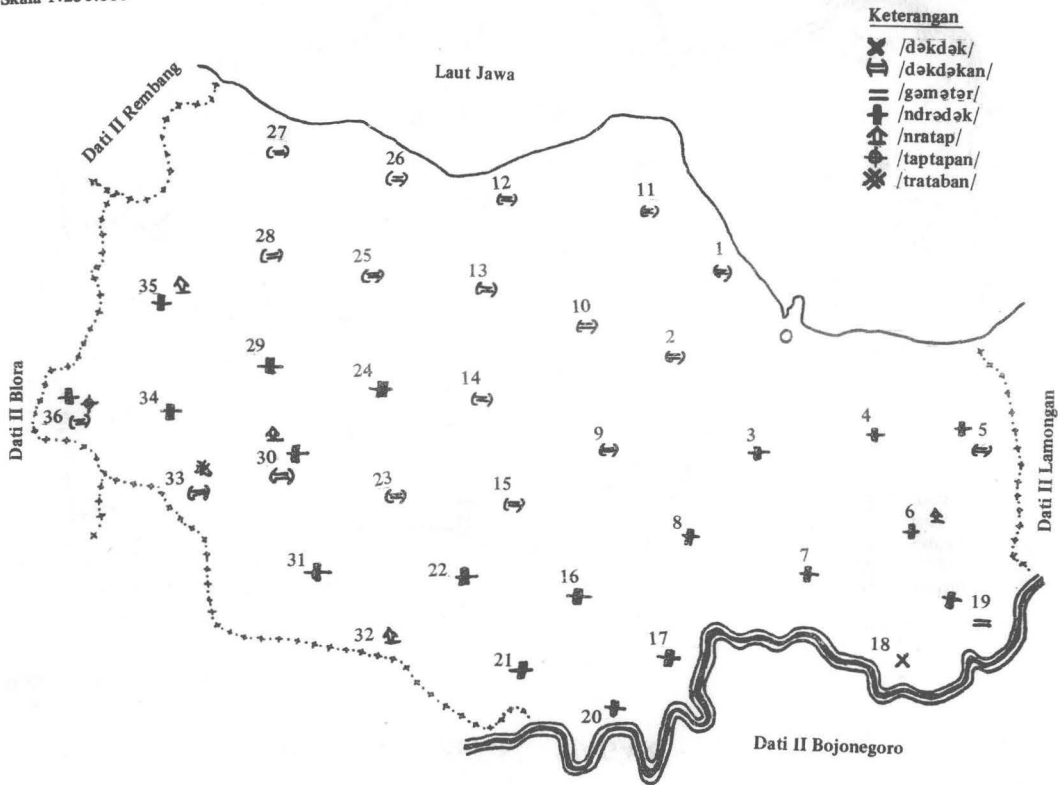 Keterangan
/dəkdək/
/dəkdəkan/
/gəmətər/
/ndrədək/
/nratap/
/taptapan/
/trataban/
Laut Jawa
Dati II Rembang
27
26
12
11
28
25
13
1
35
10
2
29
24
14
34
4
36
9
3
5
30
33
23
15
6
8
7
31
22
16
19
32
17
18
21
20
Dati II Blora
Dati II Lamongan
Dati II Bojonegoro